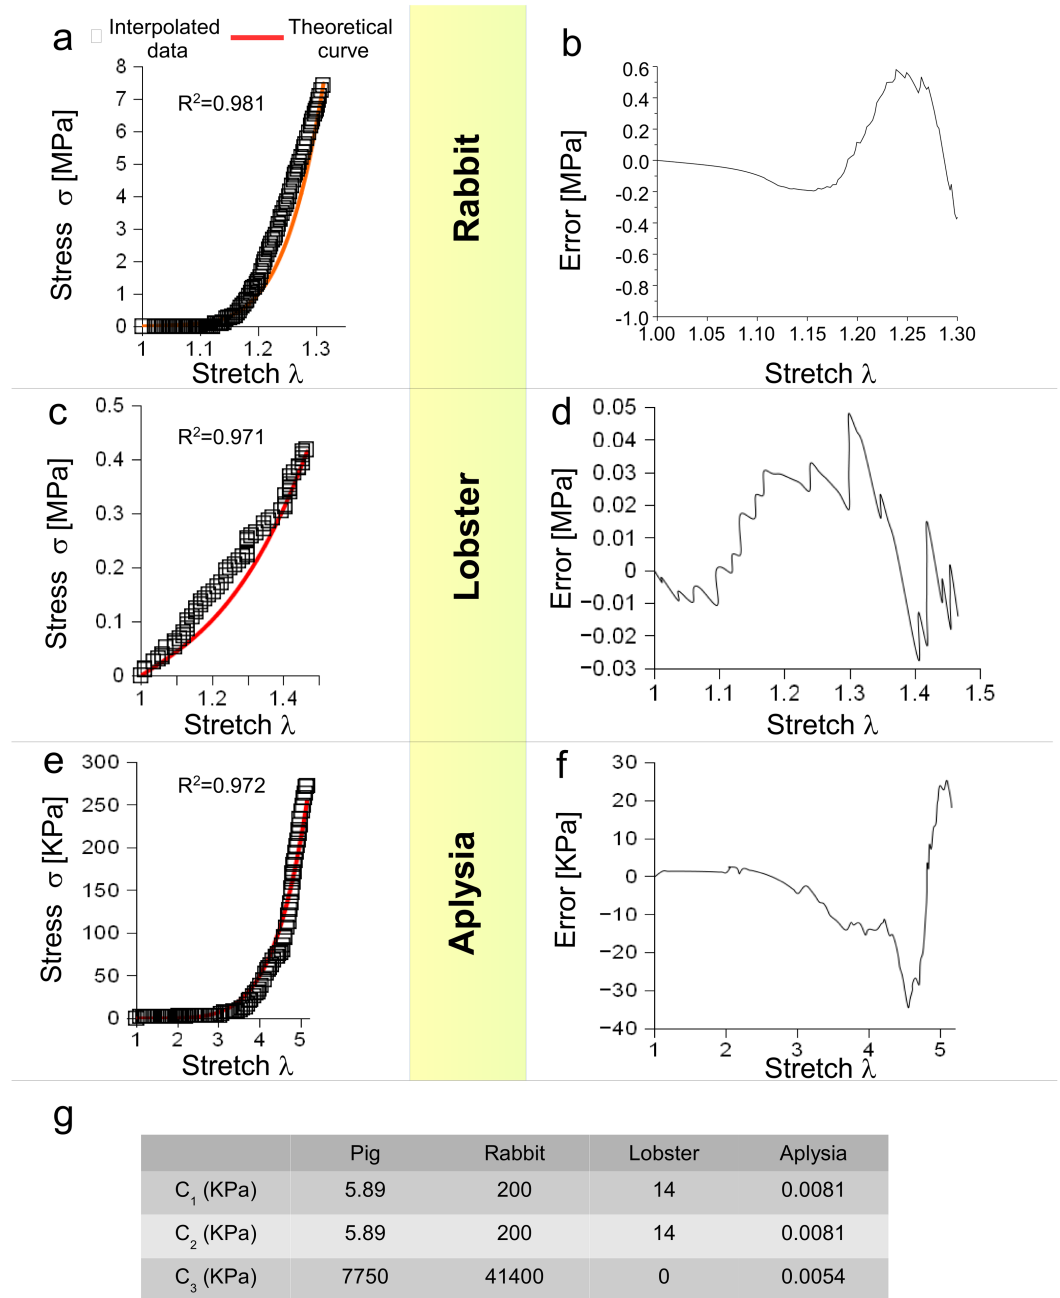 a
Interpolated
data
Theoretical
curve
R²=0.981
Stress σ [MPa]
8
7
6
5
4
3
2
1
0
1 1.1 1.2 1.3
Stretch λ
Rabbit
b
Error [MPa]
0.6
0.4
0.2
0.0
-0.2
-0.4
-0.6
-0.8
-1.0
1.00 1.05 1.10 1.15 1.20 1.25 1.30
Stretch λ
c
R²=0.971
Stress σ [MPa]
0.5
0.4
0.3
0.2
0.1
0
1 1.2 1.4
Stretch λ
Lobster
d
Error [MPa]
0.05
0.04
0.03
0.02
0.01
0
−0.01
−0.02
−0.03
1 1.1 1.2 1.3 1.4 1.5
Stretch λ
e
R²=0.972
Stress σ [KPa]
300
250
200
150
100
50
0
1 2 3 4 5
Stretch λ
Aplysia
f
Error [KPa]
30
20
10
0
−10
−20
−30
−40
1 2 3 4 5
Stretch λ
g
Pig Rabbit Lobster Aplysia
C₁ (KPa) 5.89 200 14 0.0081
C₂ (KPa) 5.89 200 14 0.0081
C₃ (KPa) 7750 41400 0 0.0054